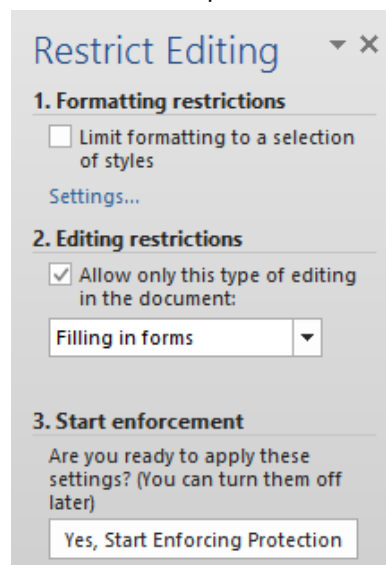 Restrict Editing
1. Formatting restrictions
Limit formatting to a selection
of styles
Settings...
2. Editing restrictions
Allow only this type of editing
in the document:
Filling in forms
3. Start enforcement
Are you ready to apply these
settings? (You can turn them off
later)
Yes, Start Enforcing Protection